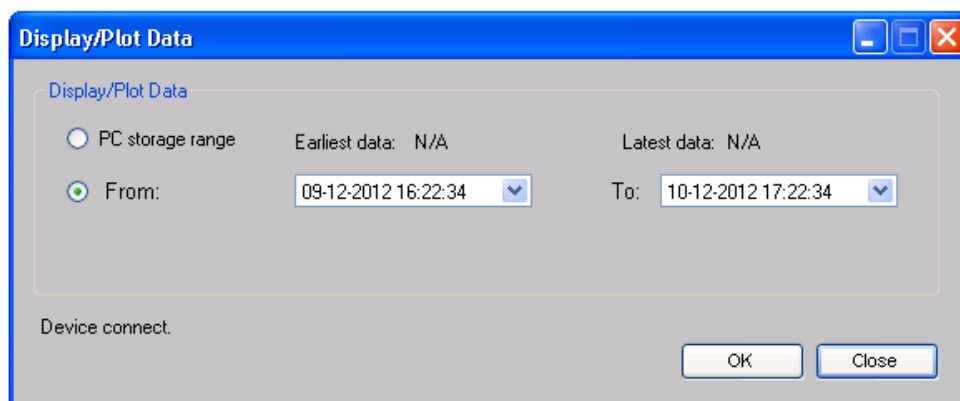 Display/Plot Data
Display/Plot Data
PC storage range Earliest data: N/A Latest data: N/A
From: 09-12-2012 16:22:34 To: 10-12-2012 17:22:34
Device connect.
OK Close